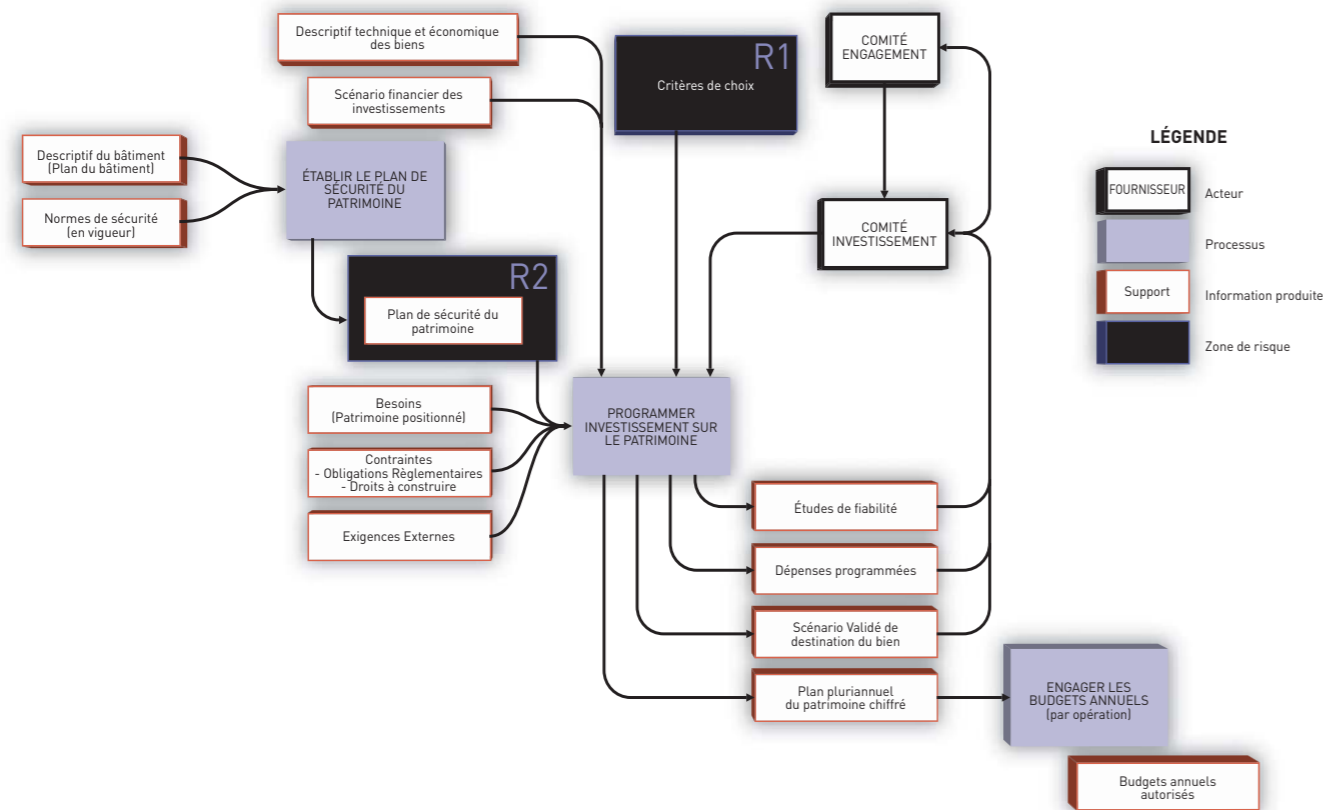 Descriptif technique et économique
des biens
R1
Critères de choix
COMITÉ
ENGAGEMENT
Scénario financier des
investissements
LÉGENDE
Descriptif du bâtiment
(Plan du bâtiment)
ÉTABLIR LE PLAN DE
SÉCURITÉ DU
PATRIMOINE
Normes de sécurité
(en vigueur)
FOURNISSEUR
Acteur
COMITÉ
INVESTISSEMENT
Processus
R2
Plan de sécurité du
patrimoine
Support
Information produite
Zone de risque
Besoins
(Patrimoine positionné)
PROGRAMMER
INVESTISSEMENT SUR
LE PATRIMOINE
Contraintes
- Obligations Règlementaires
- Droits à construire
Exigences Externes
Études de fiabilité
Dépenses programmées
Scénario Validé de
destination du bien
Plan pluriannuel
du patrimoine chiffré
ENGAGER LES
BUDGETS ANNUELS
(par opération)
Budgets annuels
autorisés